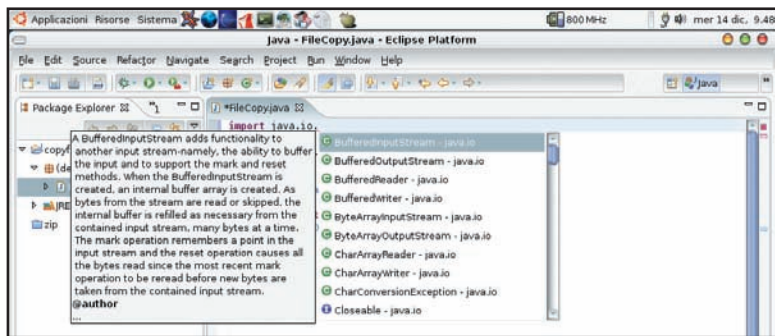 Applicazioni Risorse Sistema
800 MHz
mer 14 dic, 9.48
Java - FileCopy.java - Eclipse Platform
File Edit Source Refactor Navigate Search Project Run Window Help
Java
Package Explorer
*FileCopy.java
import java.io.
copyf
(de
JRE
zip
A BufferedInputStream adds functionality to
another input stream-namely, the ability to buffer
the input and to support the mark and reset
methods. When the BufferedInputStream is
created, an internal buffer array is created. As
bytes from the stream are read or skipped, the
internal buffer is refilled as necessary from the
contained input stream, many bytes at a time.
The mark operation remembers a point in the
input stream and the reset operation causes all
the bytes read since the most recent mark
operation to be reread before new bytes are
taken from the contained input stream.
@author
...
BufferedInputStream - java.io
BufferedOutputStream - java.io
BufferedReader - java.io
BufferedWriter - java.io
ByteArrayInputStream - java.io
ByteArrayOutputStream - java.io
CharArrayReader - java.io
CharArrayWriter - java.io
CharConversionException - java.io
Closeable - java.io